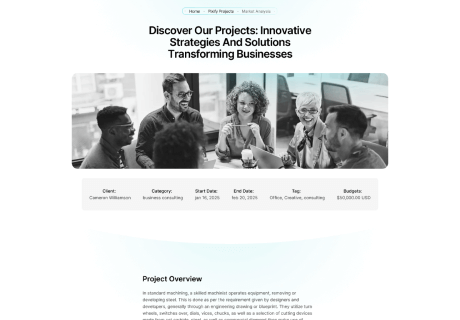 Home Pixfy Projects Market Analysis
Discover Our Projects: Innovative
Strategies And Solutions
Transforming Businesses
Client: Category: Start Date: End Date: Tag: Budgets:
Cameron Williamson business consulting jan 15, 2025 feb 20, 2025 Office, Creative, consulting $50,000.00 USD
Project Overview
In standard machining, a skilled machinist operates equipment, removing or
developing steel. This is done as per the requirement given by designers and
developers, generally through an engineering drawing or blueprint. They utilize turn
wheels, switches over, dies, vices, chucks, as well as a selection of cutting devices